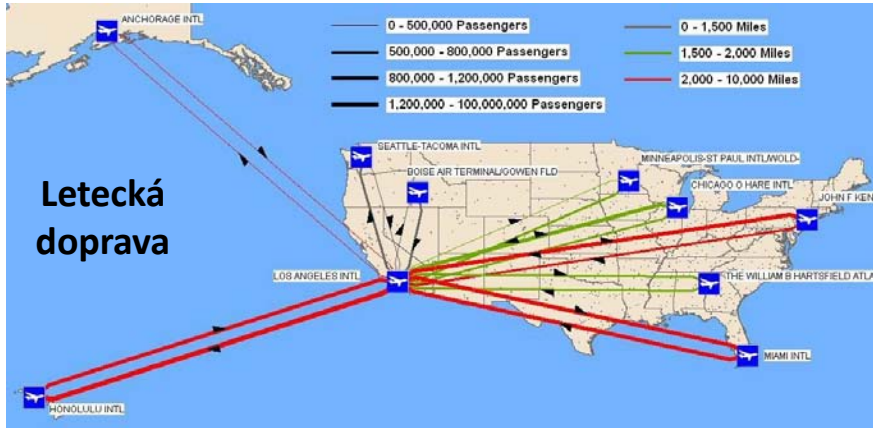 ANCHORAGE INTL
0 - 500,000 Passengers
500,000 - 800,000 Passengers
800,000 - 1,200,000 Passengers
1,200,000 - 100,000,000 Passengers
0 - 1,500 Miles
1,500 - 2,000 Miles
2,000 - 10,000 Miles
SEATTLE-TACOMA INTL
BOISE AIR TERMINAL/GOWEN FLD
MINNEAPOLIS-ST PAUL INTL/WOLD-
CHICAGO O HARE INTL
JOHN F KEN
Letecká
doprava
LOS ANGELES INTL
THE WILLIAM B HARTSFIELD ATLA
MIAMI INTL
HONOLULU INTL